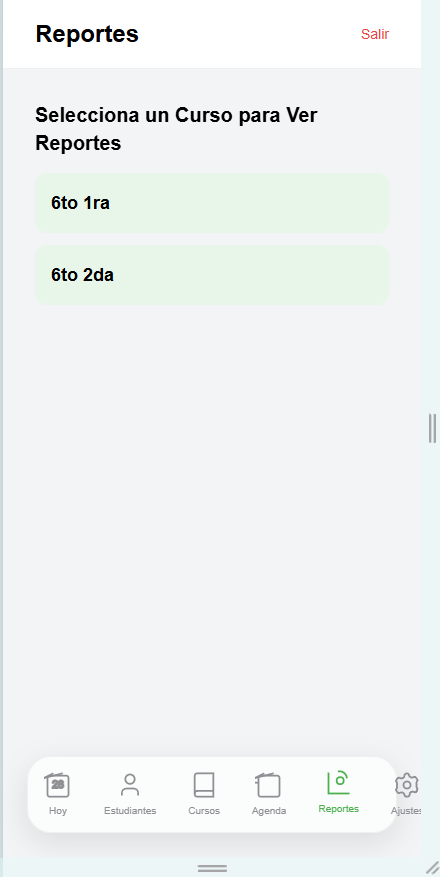 Reportes
Salir
Selecciona un Curso para Ver
Reportes
6to 1ra
6to 2da
28
Hoy
Estudiantes
Cursos
Agenda
Reportes
Ajustes